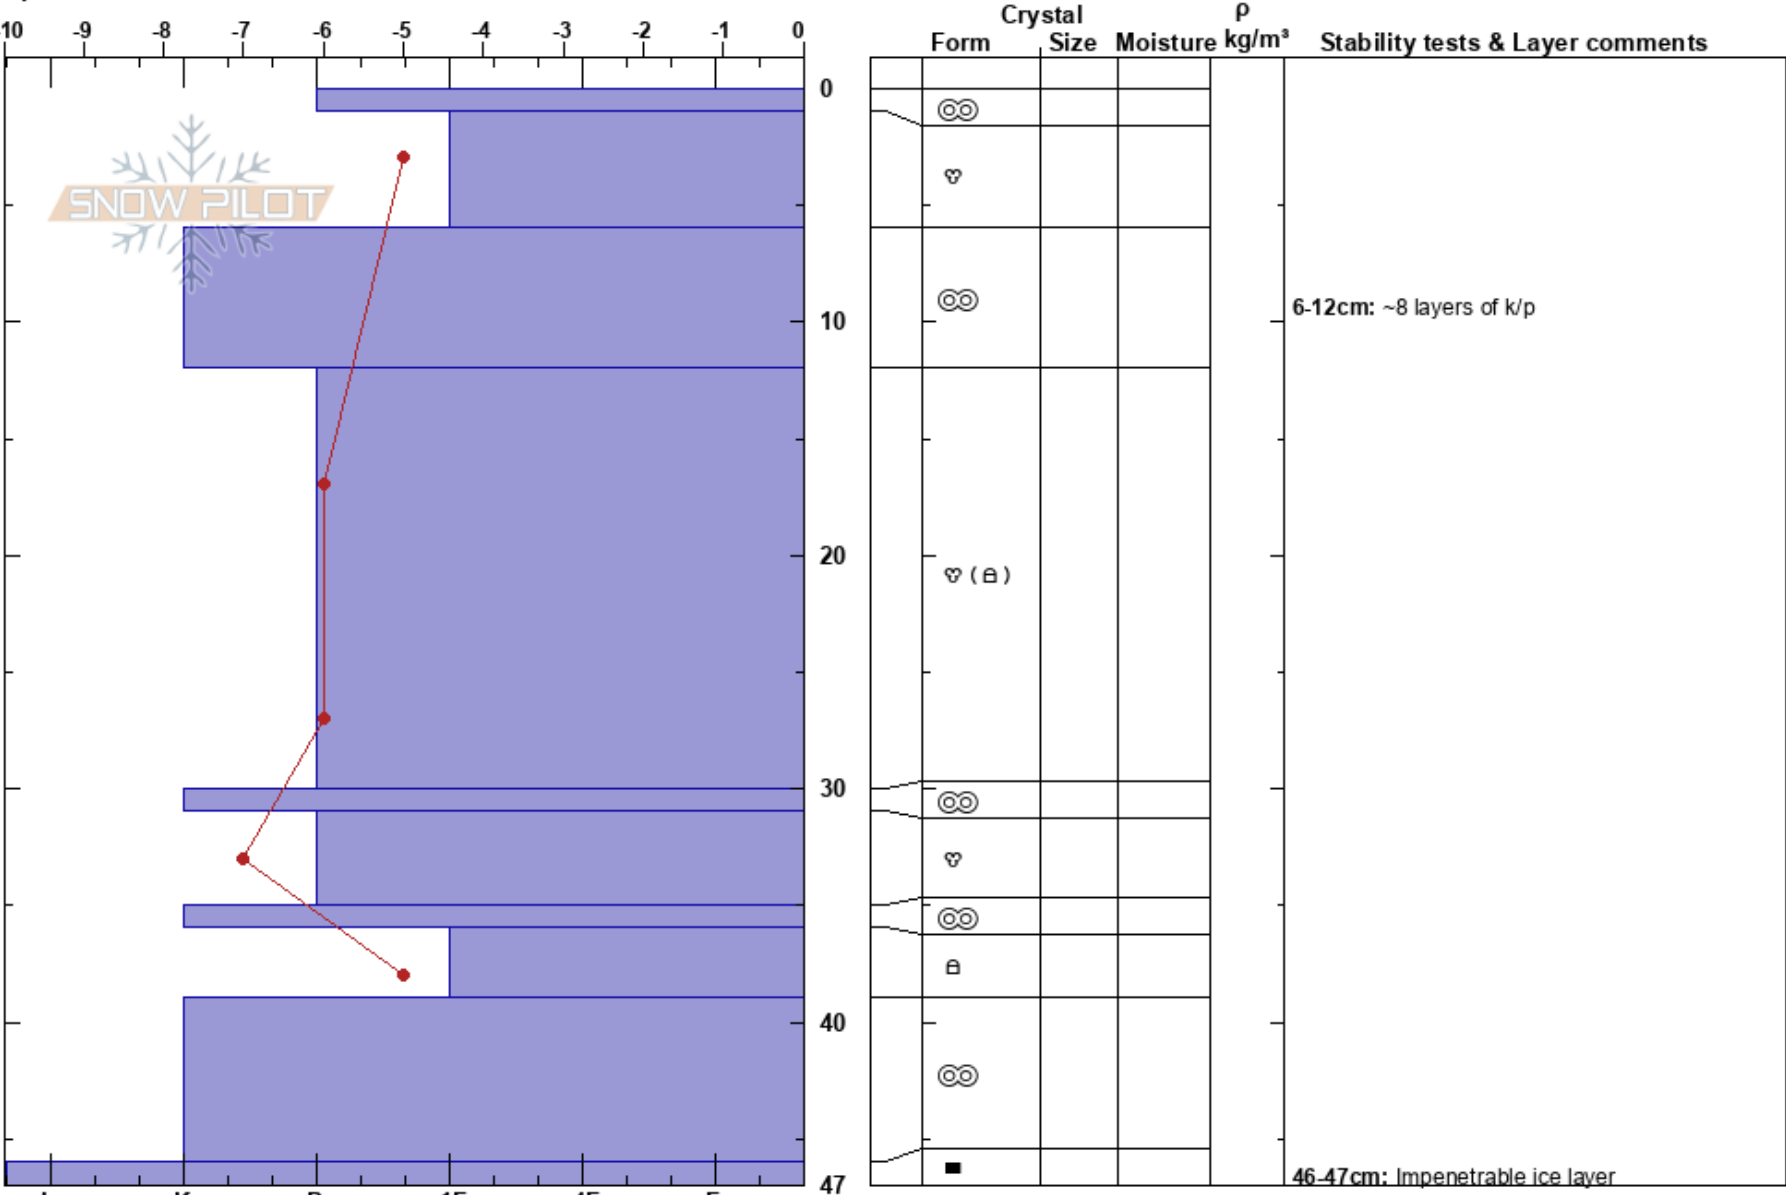 Crystal ρ
-10 -9 -8 -7 -6 -5 -4 -3 -2 -1 0 Form Size Moisture kg/m³ Stability tests & Layer comments
0
SNOW PILOT
10 6-12cm: ~8 layers of k/p
20
30
40
47 46-47cm: Impenetrable ice layer